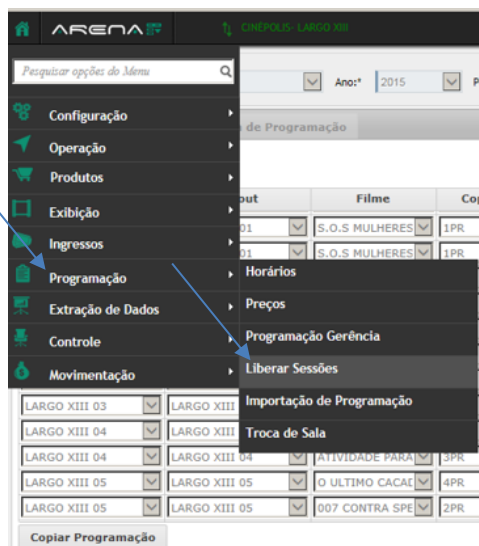 ARENA CINÉPOLIS- LARGO XIII
Pesquisar opções do Menu
Ano:* 2015 P
Configuração
de Programação
Operação
Produtos
out Filme Cop
Exibição
01 S.O.S MULHERES 1PR
Ingressos
01 S.O.S MULHERES 1PR
Programação
Horários
Extração de Dados
Preços
Controle
Programação Gerência
Movimentação
Liberar Sessões
LARGO XIII 03 LARGO XIII
Importação de Programação
LARGO XIII 04 LARGO XIII
Troca de Sala
LARGO XIII 04 LARGO XIII 04 ATIVIDADE PARA 3PR
LARGO XIII 05 LARGO XIII 05 O ULTIMO CACAI 4PR
LARGO XIII 05 LARGO XIII 05 007 CONTRA SPE 2PR
Copiar Programação